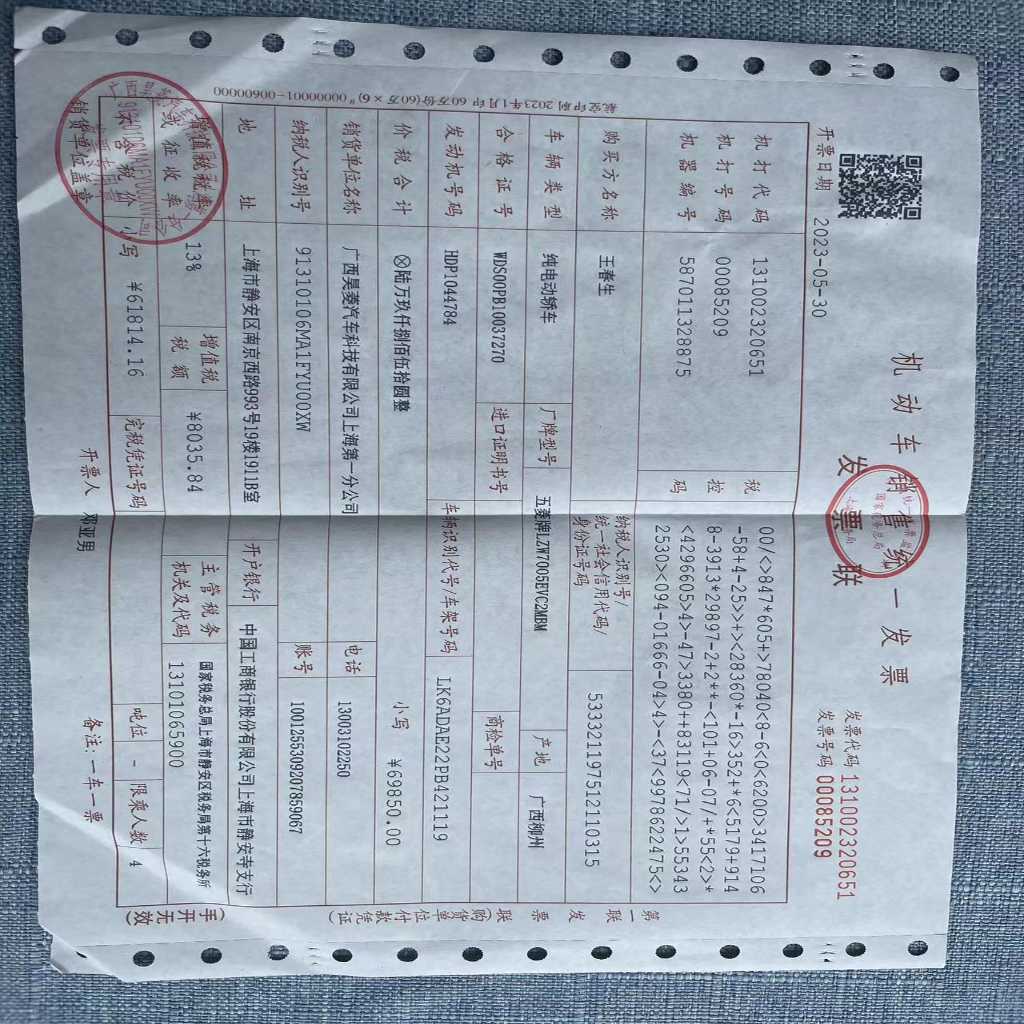 机动车销售统一发票
发票联
发票代码 131002320651
发票号码 00085209
开票日期 2023-05-30
机打代码 131002320651
机打号码 00085209
机器编号 587011328875
税控码
00/</>847*605+>78040<8-6<0<6200>3417106
-58+4-25>>+><28360*-16>352+*6<5179+914
8-3913*29897-2+2**-<101+06-07/+*55<2>*
<4296605>4>-47>3380++83119<71/>1>55343
2530><094-01666-04>4>-<37<9978622475<>
购买方名称 王春生
纳税人识别号/统一社会信用代码/身份证号码 533321197512110315
车辆类型 纯电动轿车 厂牌型号 五菱牌LZW7005EVC2MBM 产地 广西柳州
合格证号 WDS00PB10037270 进口证明书号 商检单号
发动机号码 HDP1044784 车辆识别代号/车架号码 LK6ADAE22PB421119
价税合计 ⊗陆万玖仟捌佰伍拾圆整 小写 ¥69850.00
销货单位名称 广西昊菱汽车科技有限公司上海第一分公司 电话 13003102250
纳税人识别号 91310106MA1FYU0OXW 账号 1001255309207859067
地址 上海市静安区南京西路993号19楼1911B室 开户银行 中国工商银行股份有限公司上海市静安寺支行
增值税税率或征收率 13% 增值税税额 ¥8035.84 主管税务机关及代码 国家税务总局上海市静安区税务局第十六税务所 13101065900
不含税价 小写 ¥61814.16 完税凭证号码 吨位 - 限乘人数 4
销货单位盖章 开票人 邓亚男 备注: 一车一票
第一联 发票联(购货单位付款凭证)(手开无效)